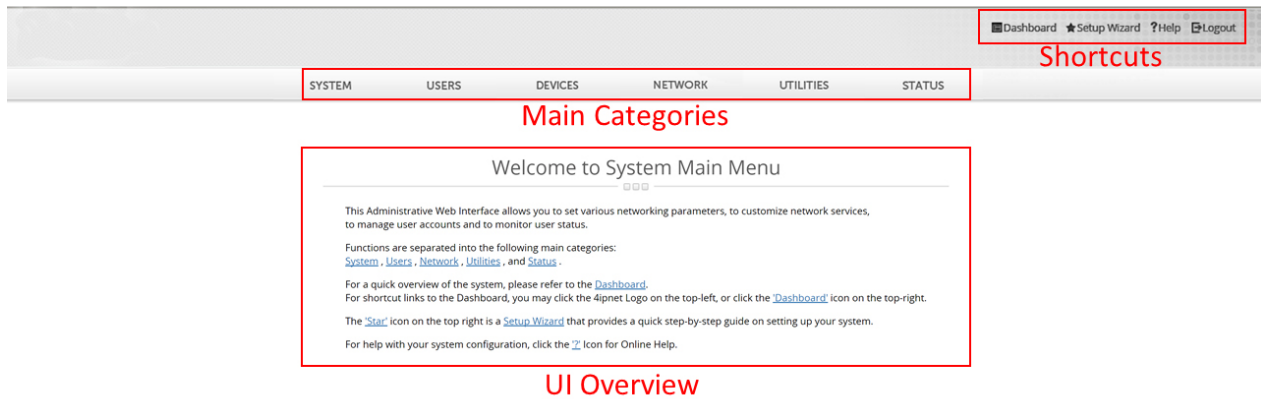 Dashboard Setup Wizard ?Help Logout
Shortcuts
SYSTEM USERS DEVICES NETWORK UTILITIES STATUS
Main Categories
Welcome to System Main Menu
This Administrative Web Interface allows you to set various networking parameters, to customize network services,
to manage user accounts and to monitor user status.
Functions are separated into the following main categories:
System , Users , Network , Utilities , and Status .
For a quick overview of the system, please refer to the Dashboard.
For shortcut links to the Dashboard, you may click the 4ipnet Logo on the top-left, or click the 'Dashboard' icon on the top-right.
The 'Star' icon on the top right is a Setup Wizard that provides a quick step-by-step guide on setting up your system.
For help with your system configuration, click the '?' Icon for Online Help.
UI Overview